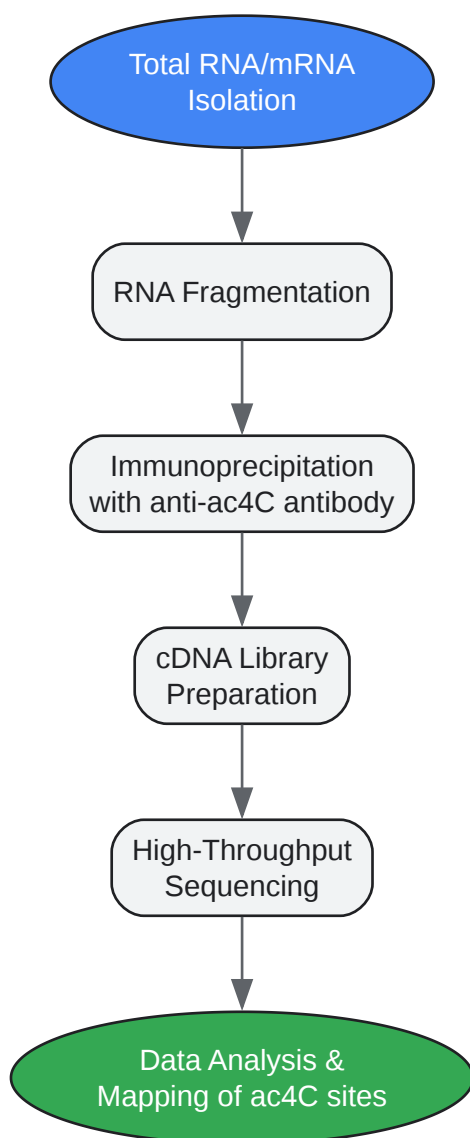 Total RNA/mRNA
Isolation
RNA Fragmentation
Immunoprecipitation
with anti-ac4C antibody
cDNA Library
Preparation
High-Throughput
Sequencing
Data Analysis &
Mapping of ac4C sites